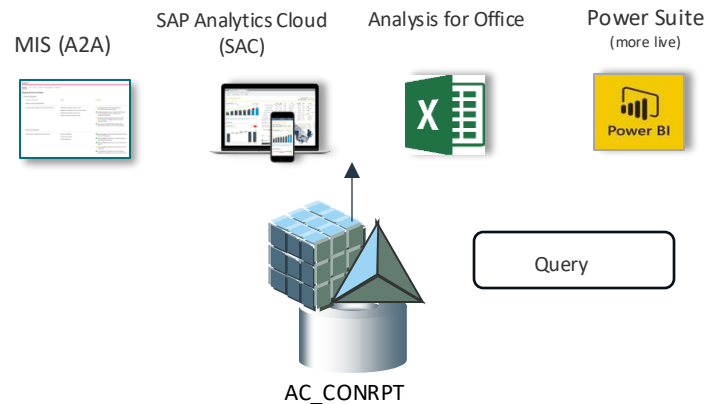 MIS (A2A)
SAP Analytics Cloud
(SAC)
Analysis for Office
Power Suite
(more live)
X
Power BI
Query
AC_CONRPT